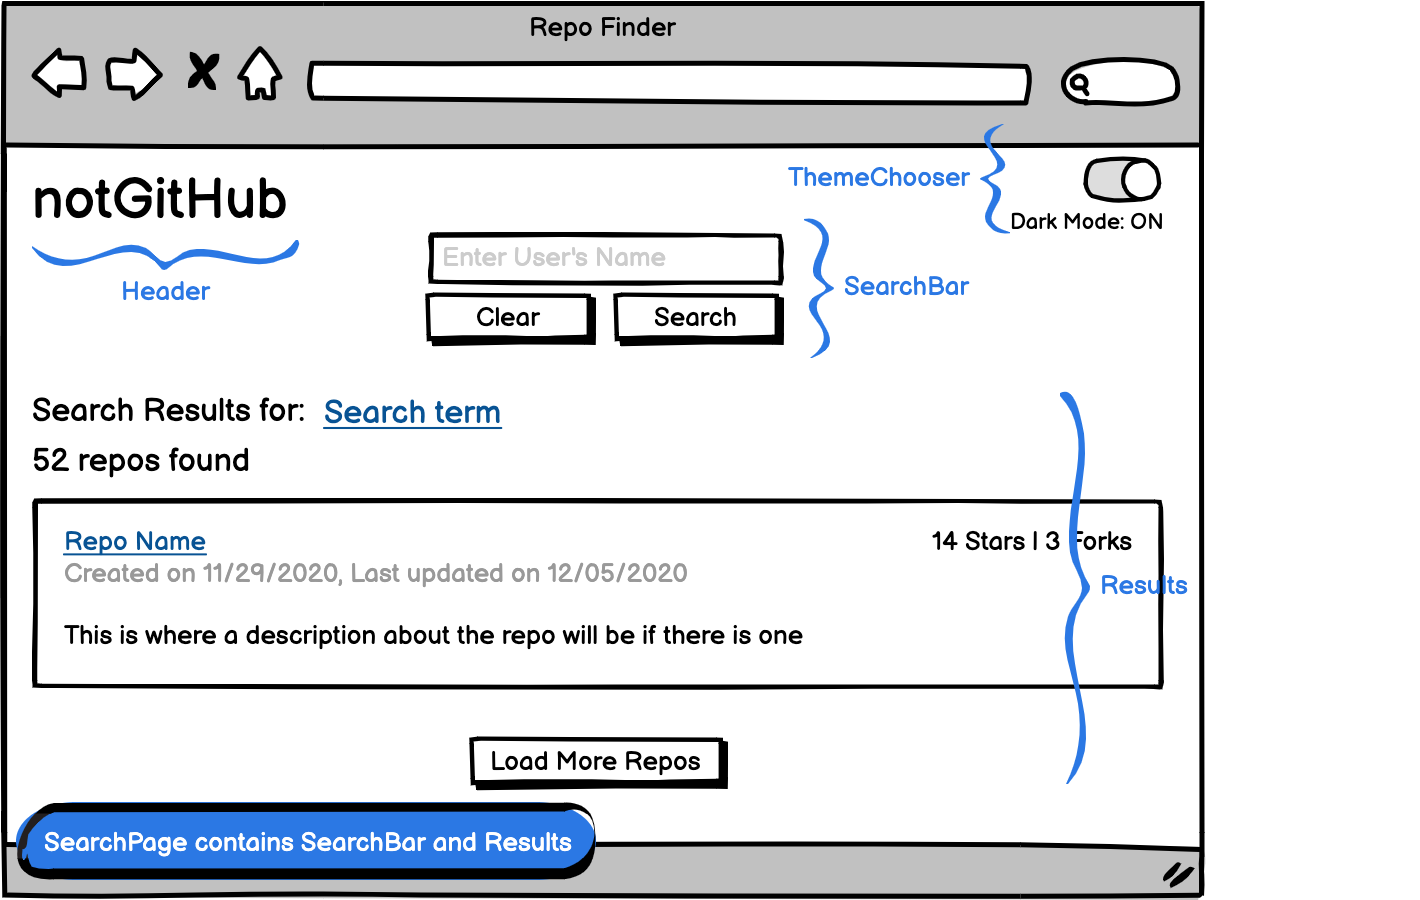 Repo Finder
notGitHub
ThemeChooser
Dark Mode: ON
Header
Enter User's Name
SearchBar
Clear
Search
Search Results for: Search term
52 repos found
Repo Name
14 Stars | 3 Forks
Created on 11/29/2020, Last updated on 12/05/2020
Results
This is where a description about the repo will be if there is one
Load More Repos
SearchPage contains SearchBar and Results